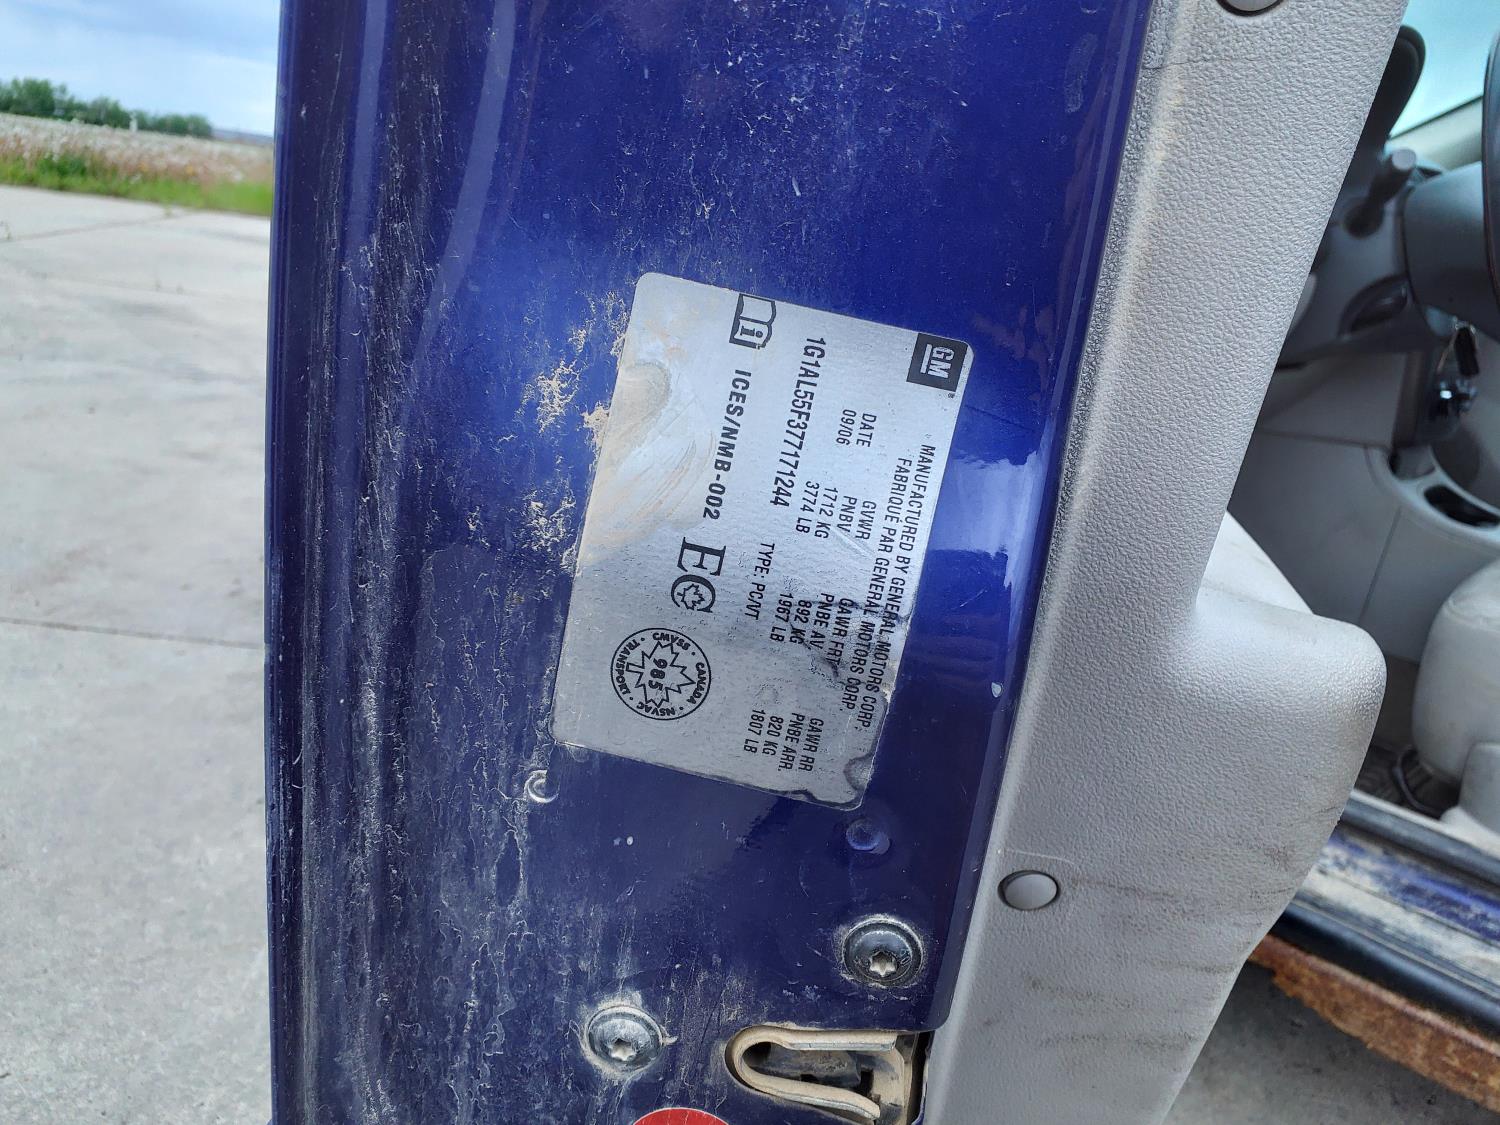 GM
MANUFACTURED BY GENERAL MOTORS CORP.
FABRIQUE PAR GENERAL MOTORS CORP.
DATE GVWR GAWR FRT GAWR RR
09/06 PNBV PNBE AV PNBE ARR.
1712 KG 892 KG 820 KG
3774 LB 1967 LB 1807 LB
1G1AL55F377171244 TYPE: PC/VT
i ICES/NMB-002 EC
CANADA · CMVSS · TRANSPORT · NSVAC ·
985